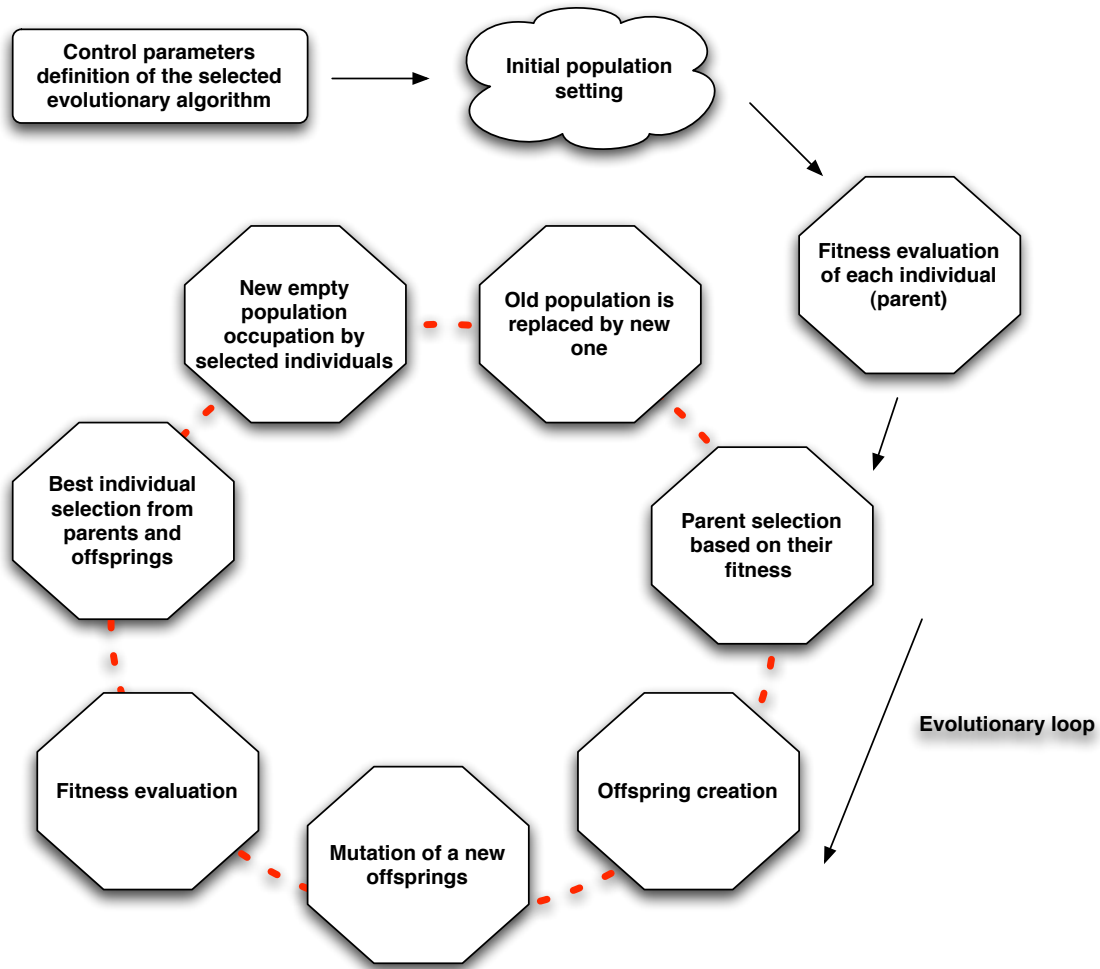 Control parameters
definition of the selected
evolutionary algorithm
Initial population
setting
Fitness evaluation
of each individual
(parent)
New empty
population
occupation by
selected individuals
Old population is
replaced by new
one
Best individual
selection from
parents and
offsprings
Parent selection
based on their
fitness
Evolutionary loop
Fitness evaluation
Offspring creation
Mutation of a new
offsprings